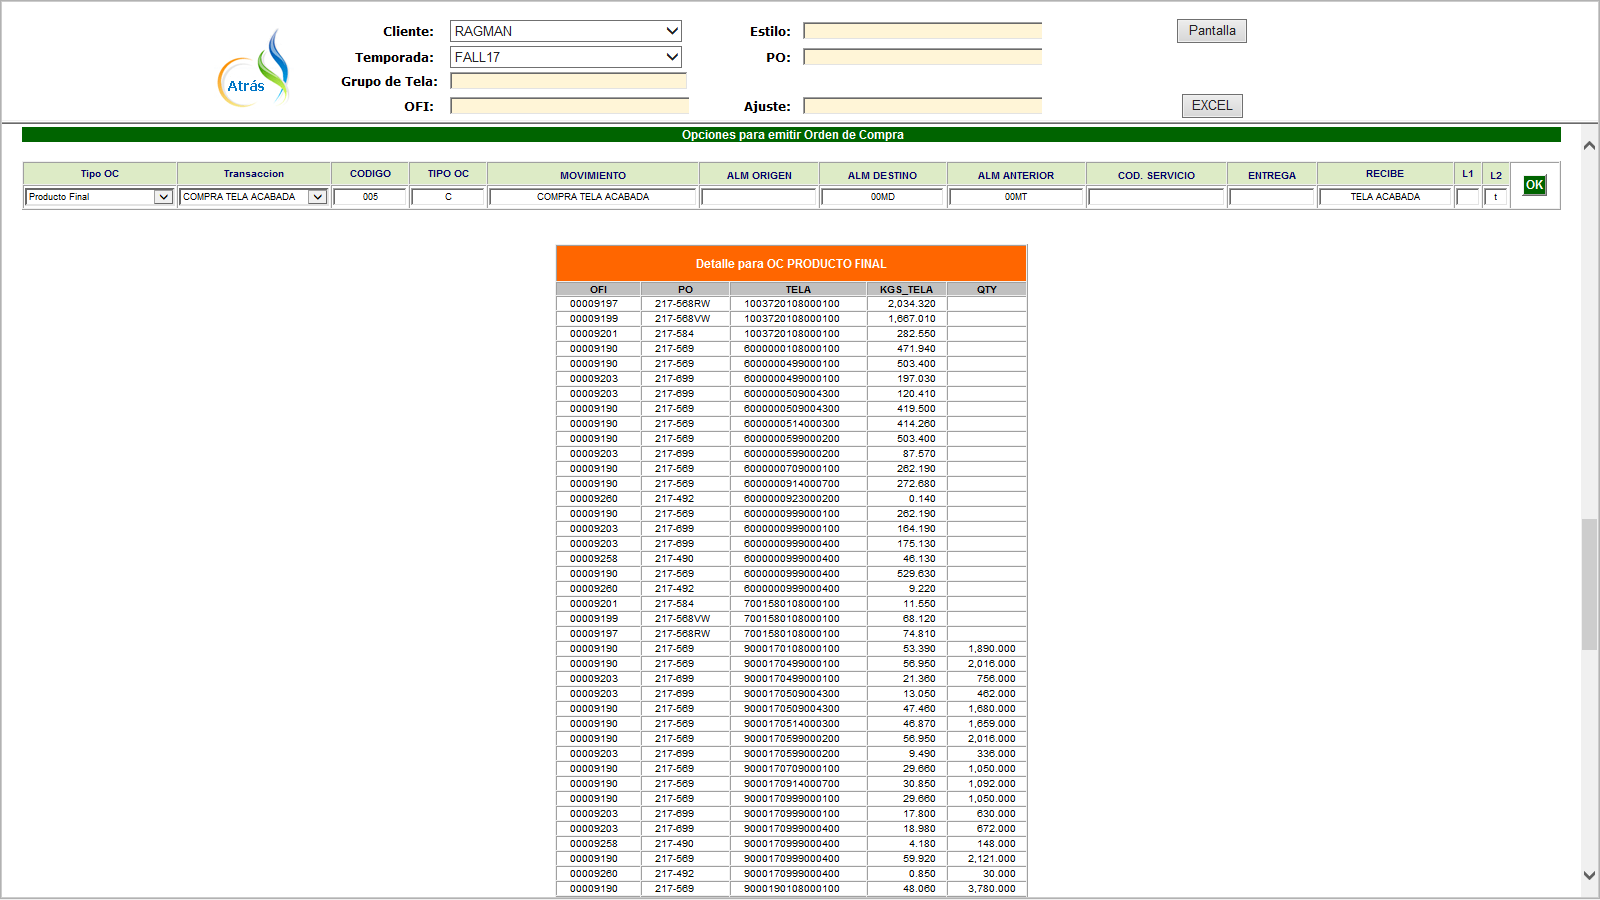 Cliente: RAGMAN Estilo: Pantalla
Temporada: FALL17 PO:
Atrás
Grupo de Tela:
OFI: Ajuste: EXCEL
Opciones para emitir Orden de Compra
Tipo OC Transaccion CODIGO TIPO OC MOVIMIENTO ALM ORIGEN ALM DESTINO ALM ANTERIOR COD. SERVICIO ENTREGA RECIBE L1 L2
Producto Final COMPRA TELA ACABADA 005 C COMPRA TELA ACABADA 00MD 00MT TELA ACABADA t OK
Detalle para OC PRODUCTO FINAL
OFI PO TELA KGS_TELA QTY
00009197 217-568RW 1003720108000100 2,034.320
00009199 217-568VW 1003720108000100 1,667.010
00009201 217-584 1003720108000100 282.550
00009190 217-569 6000000108000100 471.940
00009190 217-569 6000000499000100 503.400
00009203 217-699 6000000499000100 197.030
00009203 217-699 6000000509004300 120.410
00009190 217-569 6000000509004300 419.500
00009190 217-569 6000000514000300 414.260
00009190 217-569 6000000599000200 503.400
00009203 217-699 6000000599000200 87.570
00009190 217-569 6000000709000100 262.190
00009190 217-569 6000000914000700 272.680
00009260 217-492 6000000923000200 0.140
00009190 217-569 6000000999000100 262.190
00009203 217-699 6000000999000100 164.190
00009203 217-699 6000000999000400 175.130
00009258 217-490 6000000999000400 46.130
00009190 217-569 6000000999000400 529.630
00009260 217-492 6000000999000400 9.220
00009201 217-584 7001580108000100 11.550
00009199 217-568VW 7001580108000100 68.120
00009197 217-568RW 7001580108000100 74.810
00009190 217-569 9000170108000100 53.390 1,890.000
00009190 217-569 9000170499000100 56.950 2,016.000
00009203 217-699 9000170499000100 21.360 756.000
00009203 217-699 9000170509004300 13.050 462.000
00009190 217-569 9000170509004300 47.460 1,680.000
00009190 217-569 9000170514000300 46.870 1,659.000
00009190 217-569 9000170599000200 56.950 2,016.000
00009203 217-699 9000170599000200 9.490 336.000
00009190 217-569 9000170709000100 29.660 1,050.000
00009190 217-569 9000170914000700 30.850 1,092.000
00009190 217-569 9000170999000100 29.660 1,050.000
00009203 217-699 9000170999000100 17.800 630.000
00009203 217-699 9000170999000400 18.980 672.000
00009258 217-490 9000170999000400 4.180 148.000
00009190 217-569 9000170999000400 59.920 2,121.000
00009260 217-492 9000170999000400 0.850 30.000
00009190 217-569 9000190108000100 48.060 3,780.000